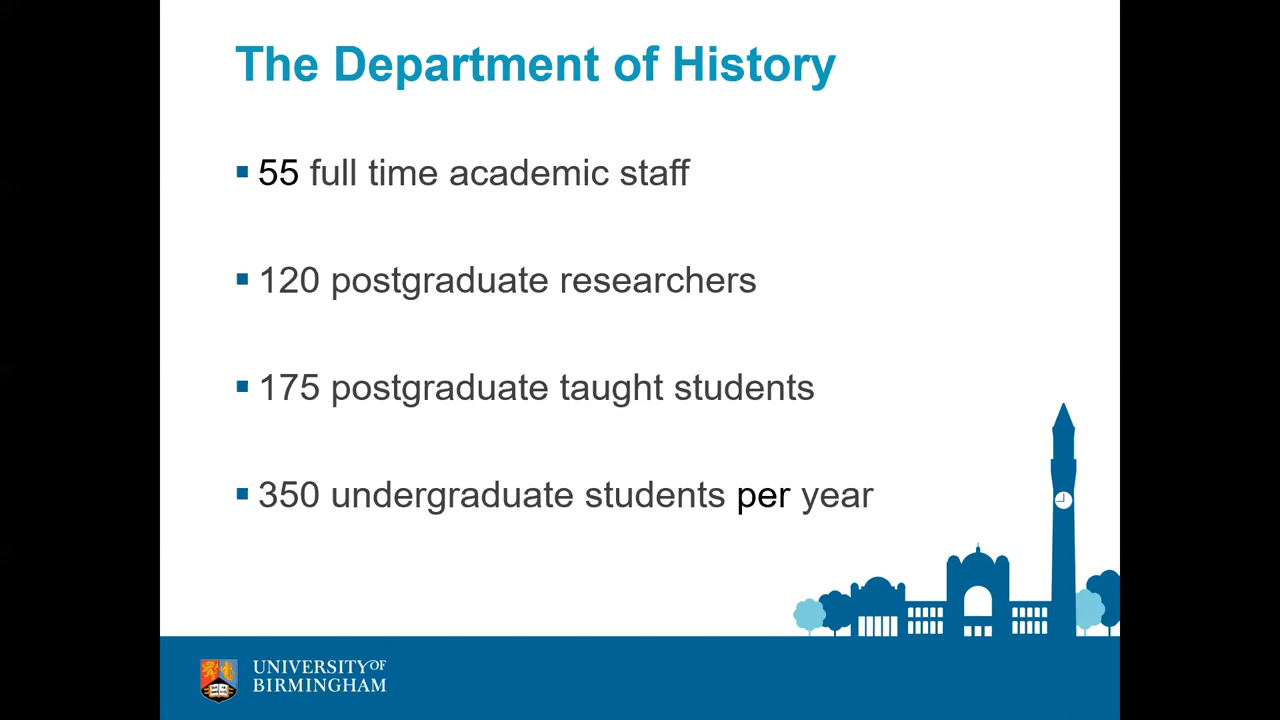 The Department of History
55 full time academic staff
120 postgraduate researchers
175 postgraduate taught students
350 undergraduate students per year
UNIVERSITY OF
BIRMINGHAM